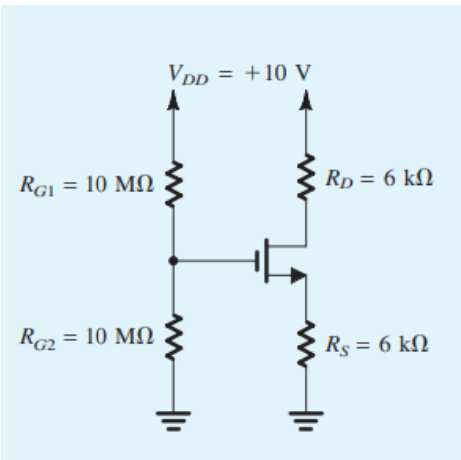 V_DD = +10 V
R_G1 = 10 MΩ
R_D = 6 kΩ
R_G2 = 10 MΩ
R_S = 6 kΩ